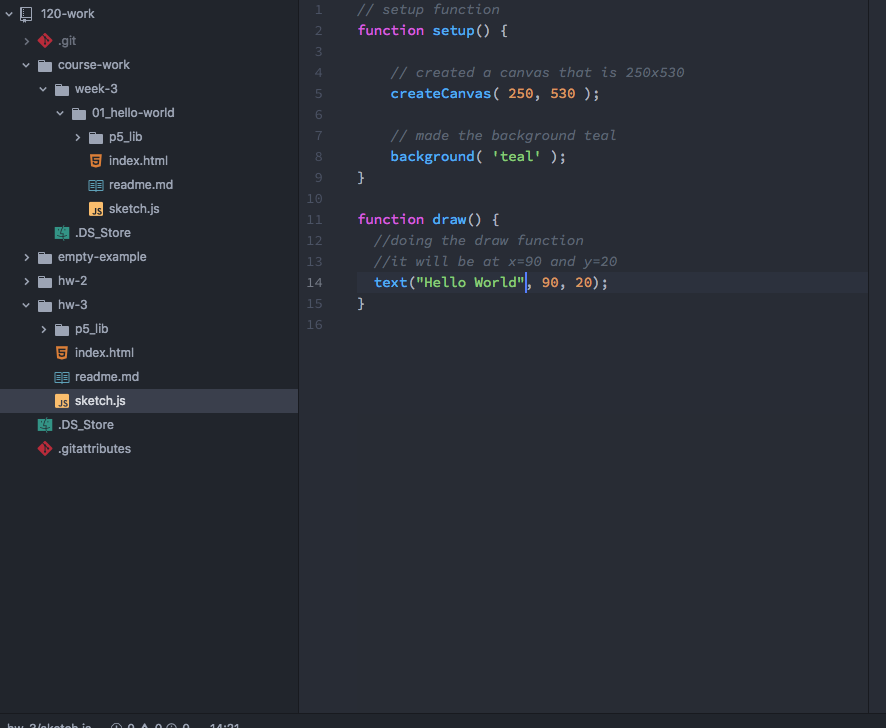 120-work
.git
course-work
week-3
01_hello-world
p5_lib
index.html
readme.md
sketch.js
.DS_Store
empty-example
hw-2
hw-3
p5_lib
index.html
readme.md
sketch.js
.DS_Store
.gitattributes
1 // setup function
2 function setup() {
3
4 // created a canvas that is 250x530
5 createCanvas( 250, 530 );
6
7 // made the background teal
8 background( 'teal' );
9 }
10
11 function draw() {
12 //doing the draw function
13 //it will be at x=90 and y=20
14 text("Hello World", 90, 20);
15 }
16
hw-3/sketch.js 0 0 0 14:21